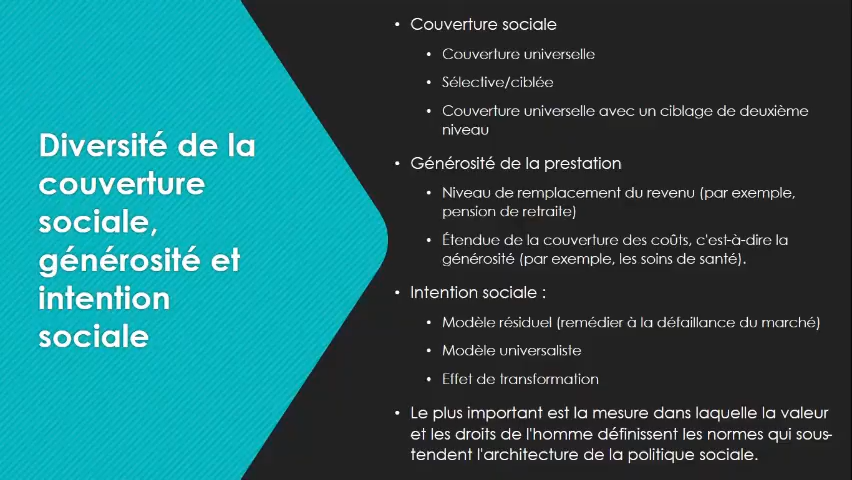 Diversité de la
couverture
sociale,
générosité et
intention
sociale
• Couverture sociale
• Couverture universelle
• Sélective/ciblée
• Couverture universelle avec un ciblage de deuxième
niveau
• Générosité de la prestation
• Niveau de remplacement du revenu (par exemple,
pension de retraite)
• Étendue de la couverture des coûts, c'est-à-dire la
générosité (par exemple, les soins de santé).
• Intention sociale :
• Modèle résiduel (remédier à la défaillance du marché)
• Modèle universaliste
• Effet de transformation
• Le plus important est la mesure dans laquelle la valeur
et les droits de l'homme définissent les normes qui sous-
tendent l'architecture de la politique sociale.